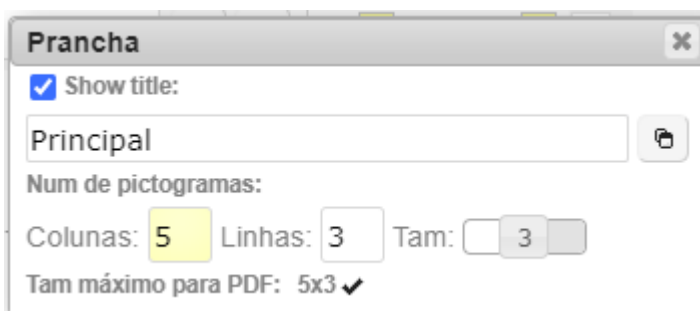 Prancha
Show title:
Principal
Num de pictogramas:
Colunas: 5 Linhas: 3 Tam: 3
Tam máximo para PDF: 5x3